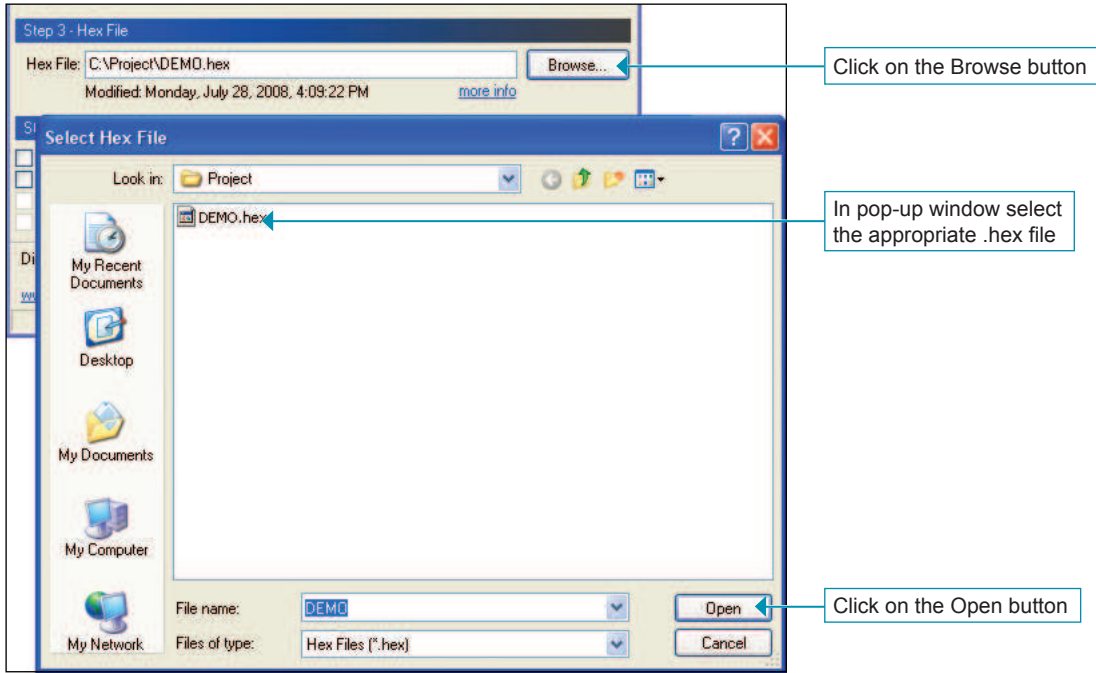 Step 3 - Hex File
Hex File: C:\Project\DEMO.hex Browse...
Click on the Browse button
Modified: Monday, July 28, 2008, 4:09:22 PM more info
St
Select Hex File
Look in: Project
DEMO.hex
In pop-up window select
the appropriate .hex file
Di
My Recent
Documents
Desktop
My Documents
My Computer
My Network
File name: DEMO Open
Click on the Open button
Files of type: Hex Files (*.hex) Cancel